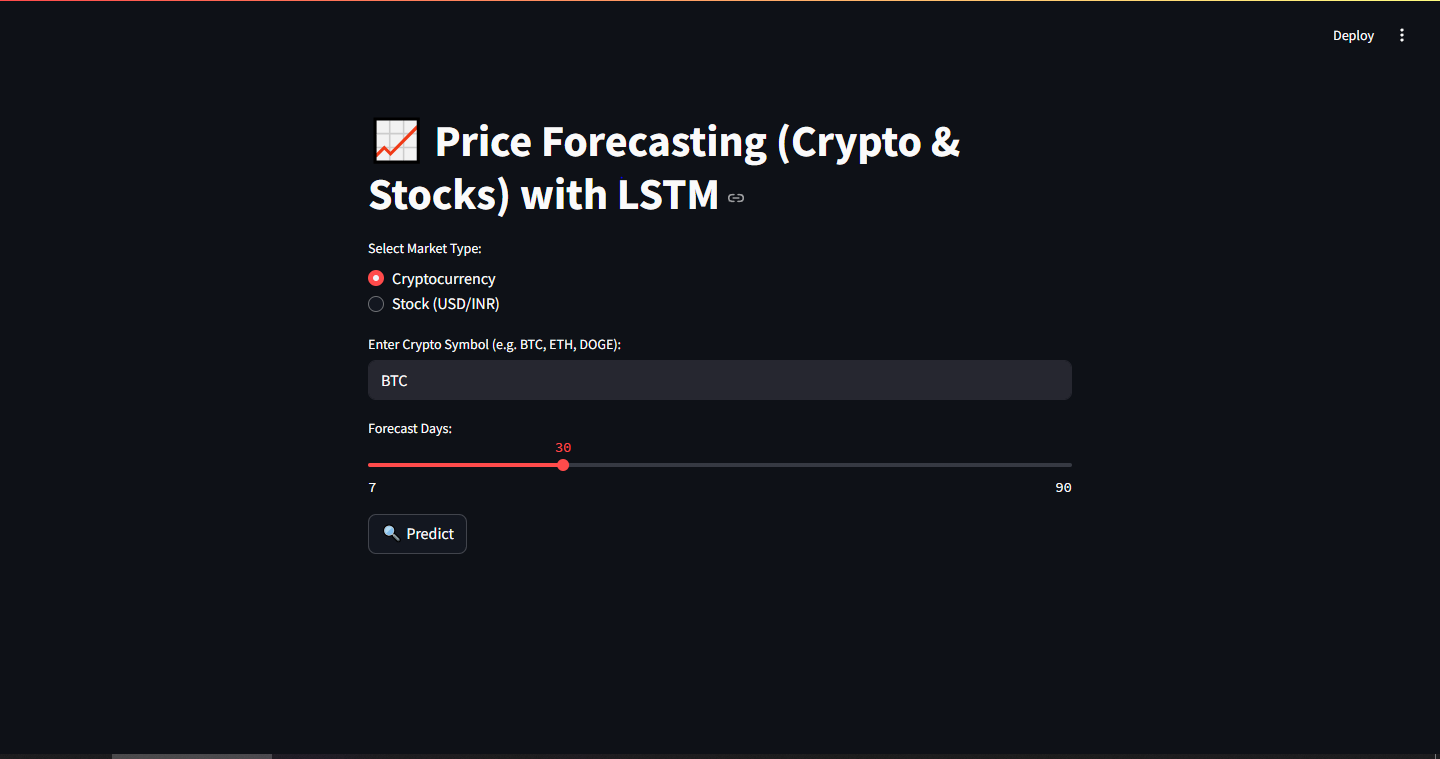 Deploy
Price Forecasting (Crypto &
Stocks) with LSTM
Select Market Type:
Cryptocurrency
Stock (USD/INR)
Enter Crypto Symbol (e.g. BTC, ETH, DOGE):
BTC
Forecast Days:
30
7 90
Predict